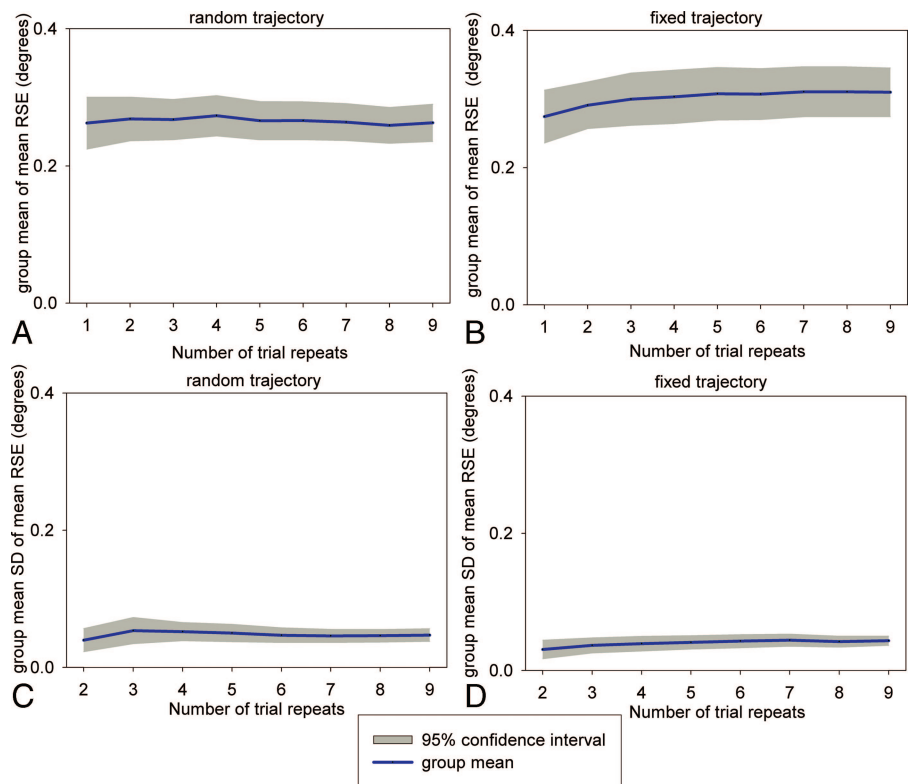 random trajectory
group mean of mean RSE (degrees)
0.4
0.2
0.0
1 2 3 4 5 6 7 8 9
A
Number of trial repeats
fixed trajectory
group mean of mean RSE (degrees)
0.4
0.2
0.0
1 2 3 4 5 6 7 8 9
B
Number of trial repeats
random trajectory
group mean SD of mean RSE (degrees)
0.4
0.2
0.0
2 3 4 5 6 7 8 9
C
Number of trial repeats
fixed trajectory
group mean SD of mean RSE (degrees)
0.4
0.2
0.0
2 3 4 5 6 7 8 9
D
Number of trial repeats
95% confidence interval
group mean